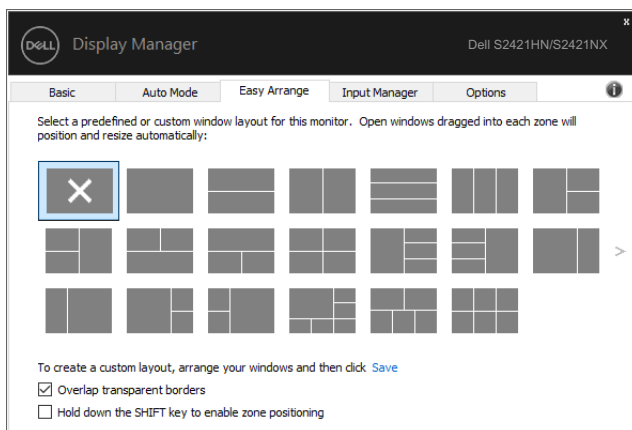 x
DELL Display Manager Dell S2421HN/S2421NX
Basic Auto Mode Easy Arrange Input Manager Options i
Select a predefined or custom window layout for this monitor. Open windows dragged into each zone will
position and resize automatically:
>
To create a custom layout, arrange your windows and then click Save
Overlap transparent borders
Hold down the SHIFT key to enable zone positioning